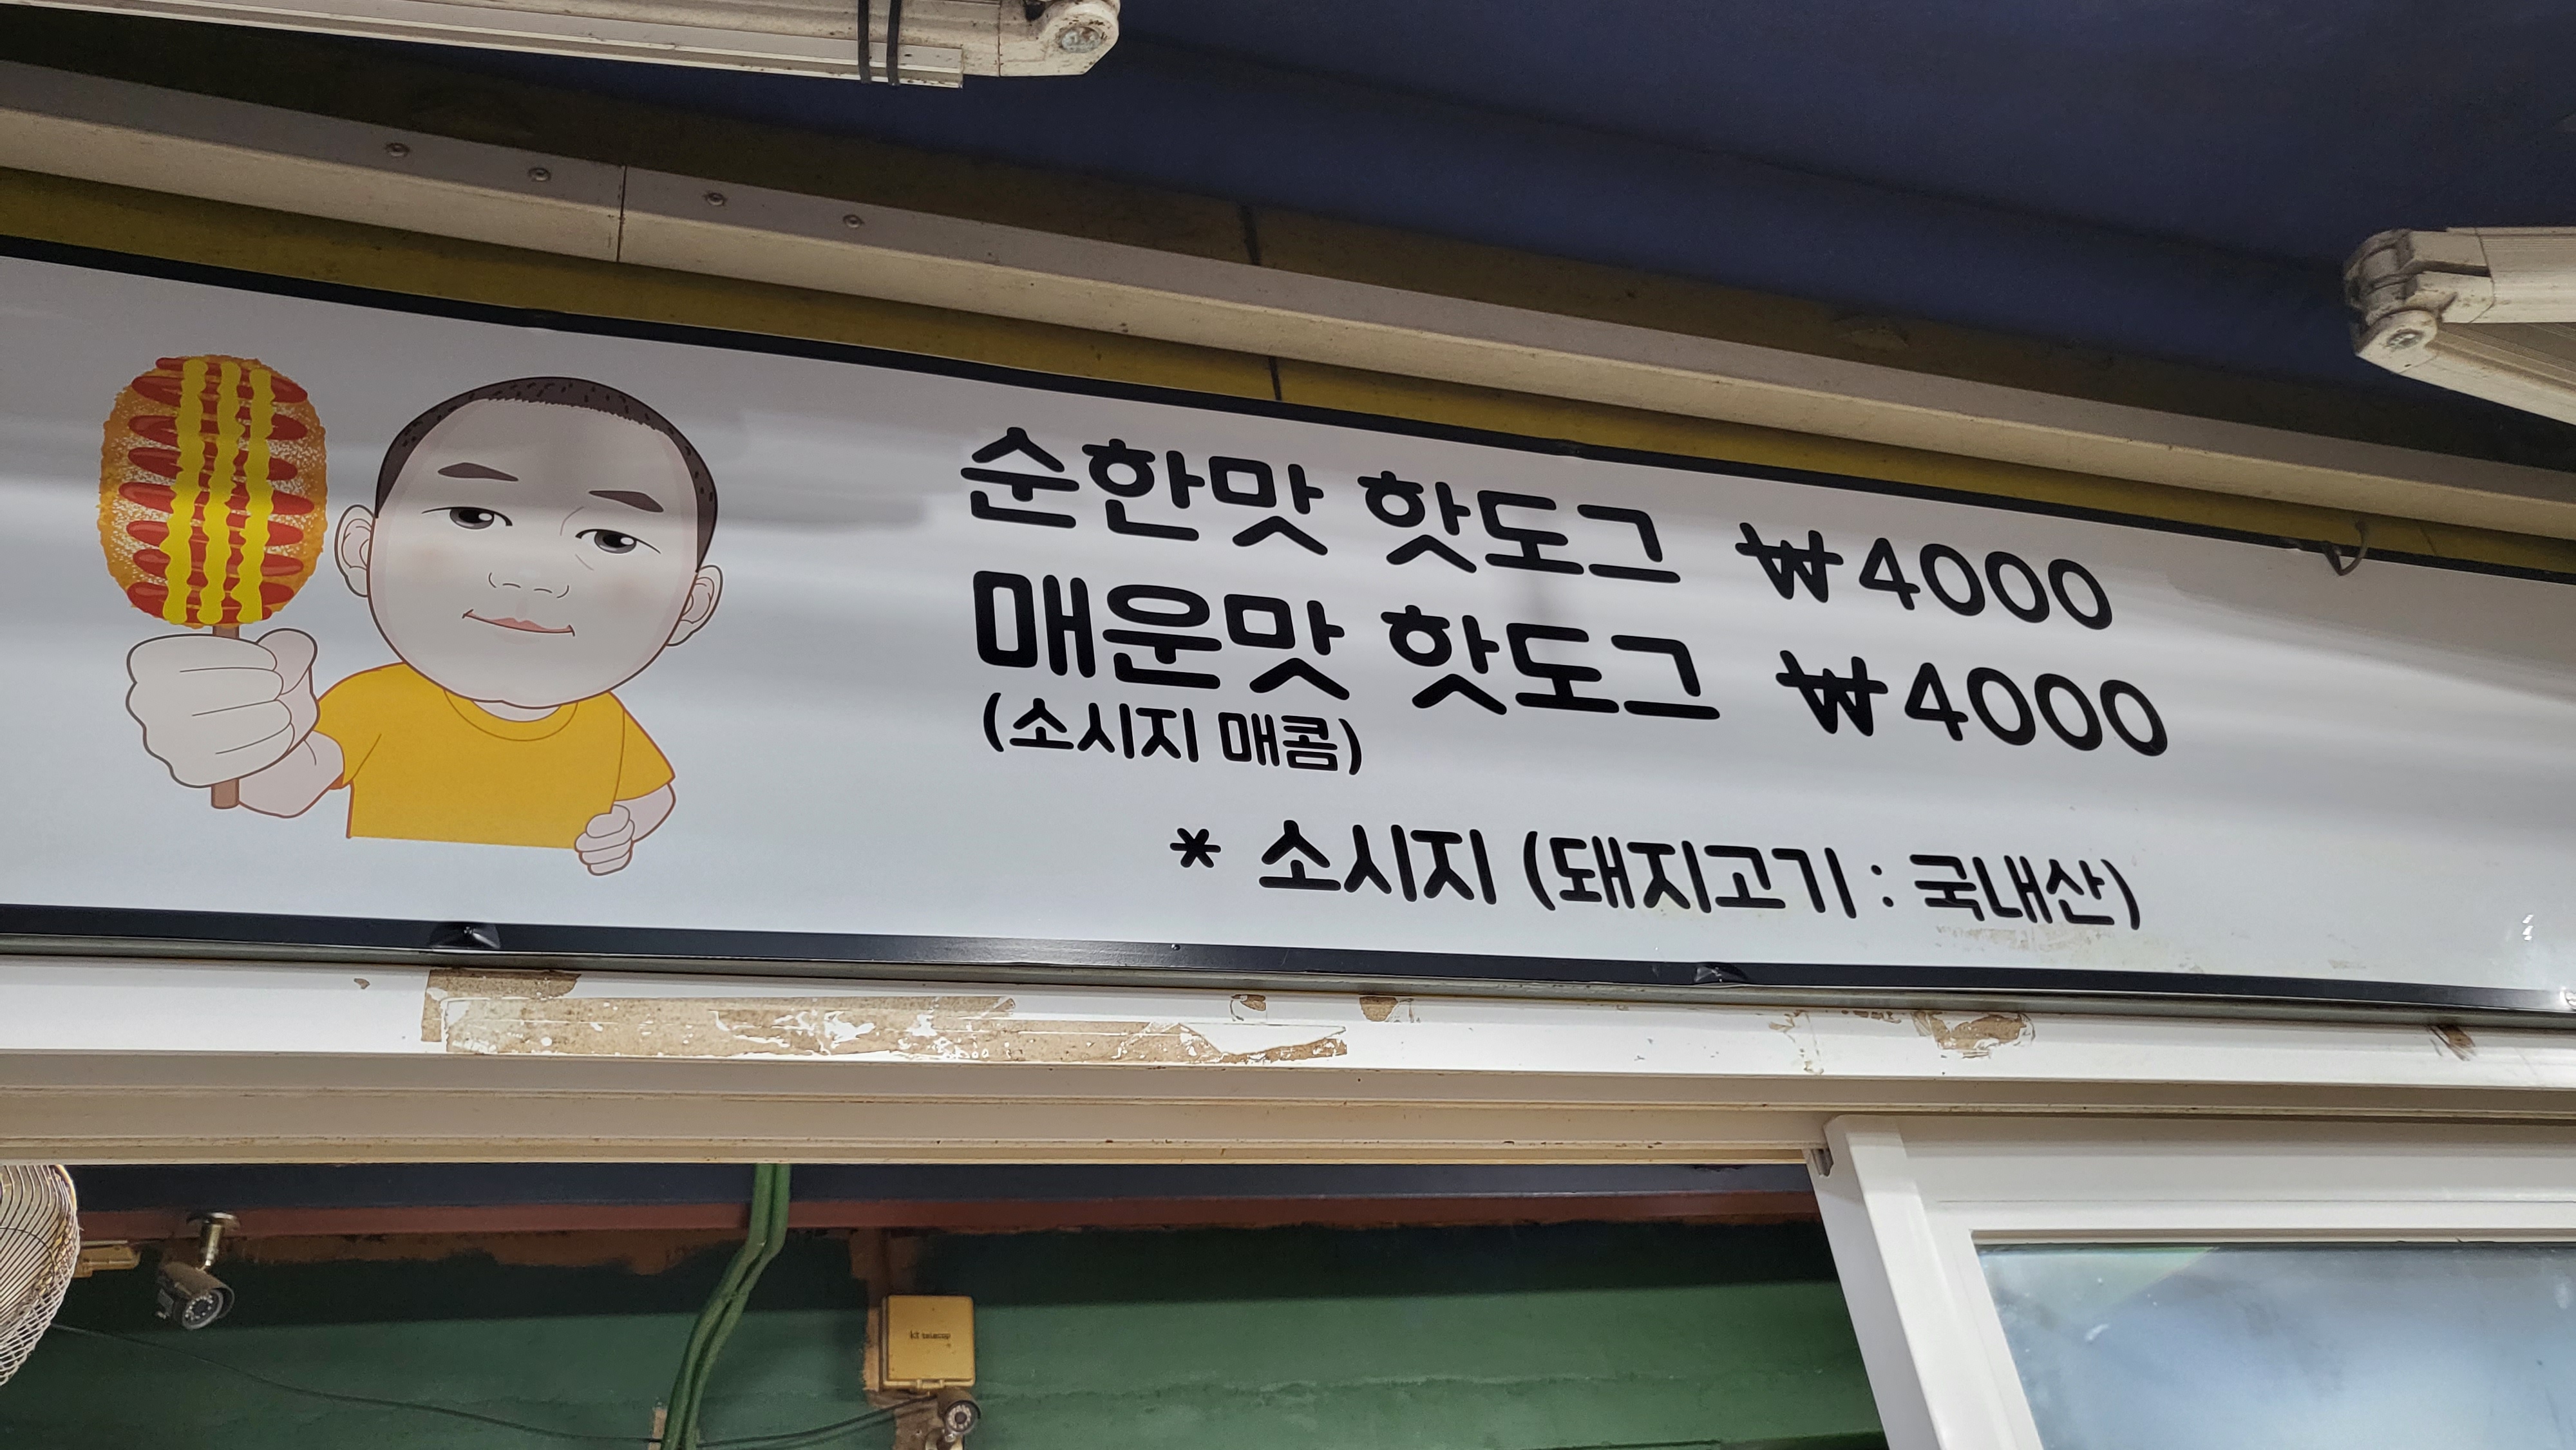 순한맛 핫도그 ₩4000
매운맛 핫도그 ₩4000
(소시지 매콤)
* 소시지 (돼지고기 : 국내산)